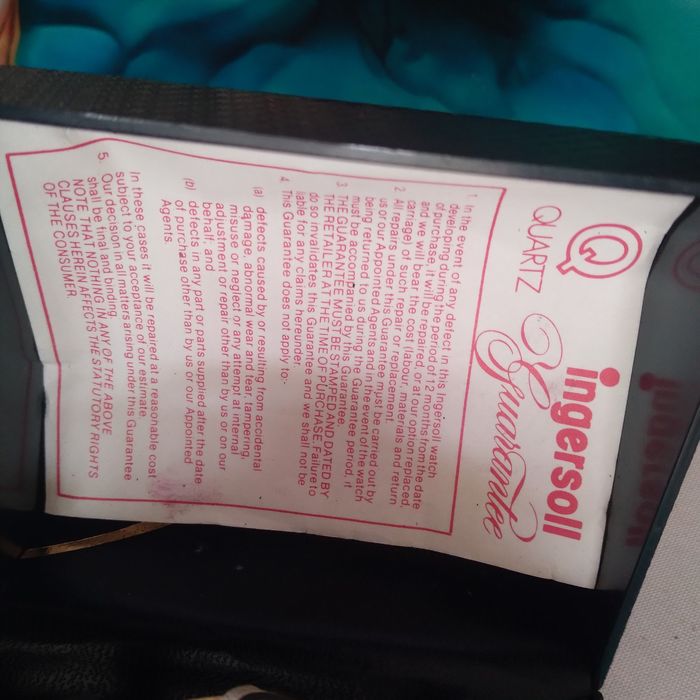 Q
QUARTZ
ingersoll
Guarantee
1. In the event of any defect in this Ingersoll watch
developing during the period of 12 months from the date
of purchase, it will be repaired, or at our option replaced,
and we will bear the cost (labour, materials and return
carriage) of such repair or replacement.
2. All repairs under this Guarantee must be carried out by
us or our Appointed Agents and in the event of the watch
being returned to us during the Guarantee period, it
must be accompanied by this Guarantee.
3. THE GUARANTEE MUST BE STAMPED AND DATED BY
THE RETAILER AT THE TIME OF PURCHASE. Failure to
do so invalidates this Guarantee and we shall not be
liable for any claims hereunder.
4. This Guarantee does not apply to:-
(a) defects caused by or resulting from accidental
damage, abnormal wear and tear, tampering,
misuse or neglect or any attempt at internal
adjustment or repair other than by us or on our
behalf; and
(b) defects in any part or parts supplied after the date
of purchase other than by us or our Appointed
Agents.
In these cases it will be repaired at a reasonable cost
subject to your acceptance of our estimate.
5. Our decision in all matters arising under this Guarantee
shall be final and binding.
NOTE THAT NOTHING IN ANY OF THE ABOVE
CLAUSES HEREIN AFFECTS THE STATUTORY RIGHTS
OF THE CONSUMER.